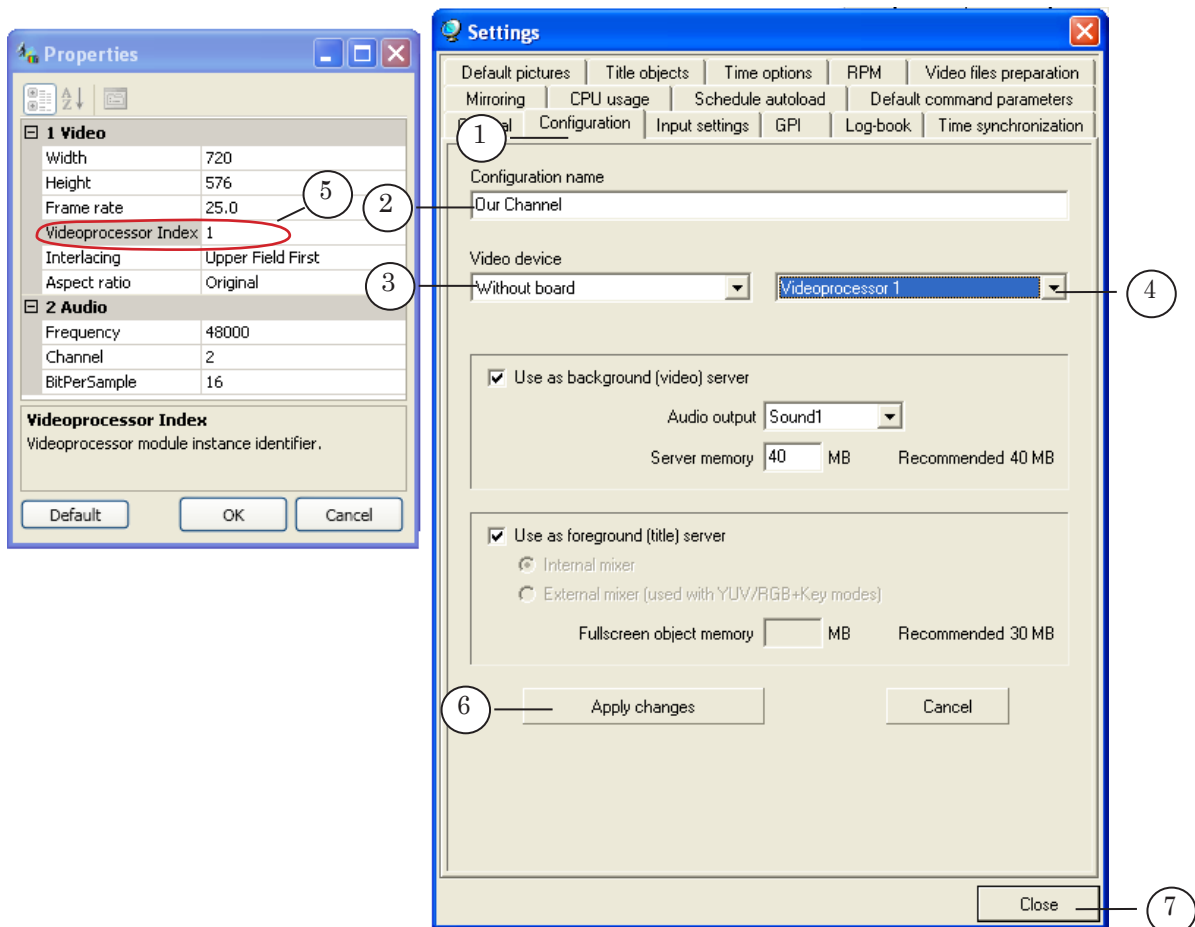 Properties
1 Video
Width 720
Height 576
Frame rate 25.0
Videoprocessor Index 1
Interlacing Upper Field First
Aspect ratio Original
2 Audio
Frequency 48000
Channel 2
BitPerSample 16
Videoprocessor Index
Videoprocessor module instance identifier.
Default OK Cancel
5
Settings
Default pictures Title objects Time options RPM Video files preparation
Mirroring CPU usage Schedule autoload Default command parameters
Configuration Input settings GPI Log-book Time synchronization
1
Configuration name
2
Our Channel
Video device
3
Without board Videoprocessor 1
4
Use as background (video) server
Audio output Sound1
Server memory 40 MB Recommended 40 MB
Use as foreground (title) server
Internal mixer
External mixer (used with YUV/RGB+Key modes)
Fullscreen object memory MB Recommended 30 MB
6
Apply changes Cancel
Close
7